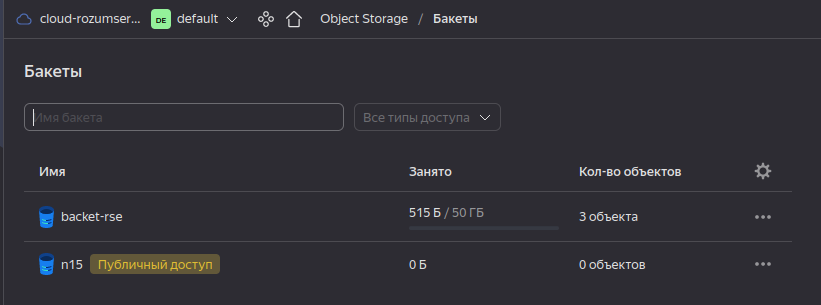 cloud-rozumser... DE default Object Storage / Бакеты
Бакеты
Имя бакета Все типы доступа
Имя Занято Кол-во объектов
backet-rse 515 Б / 50 ГБ 3 объекта
n15 Публичный доступ 0 Б 0 объектов